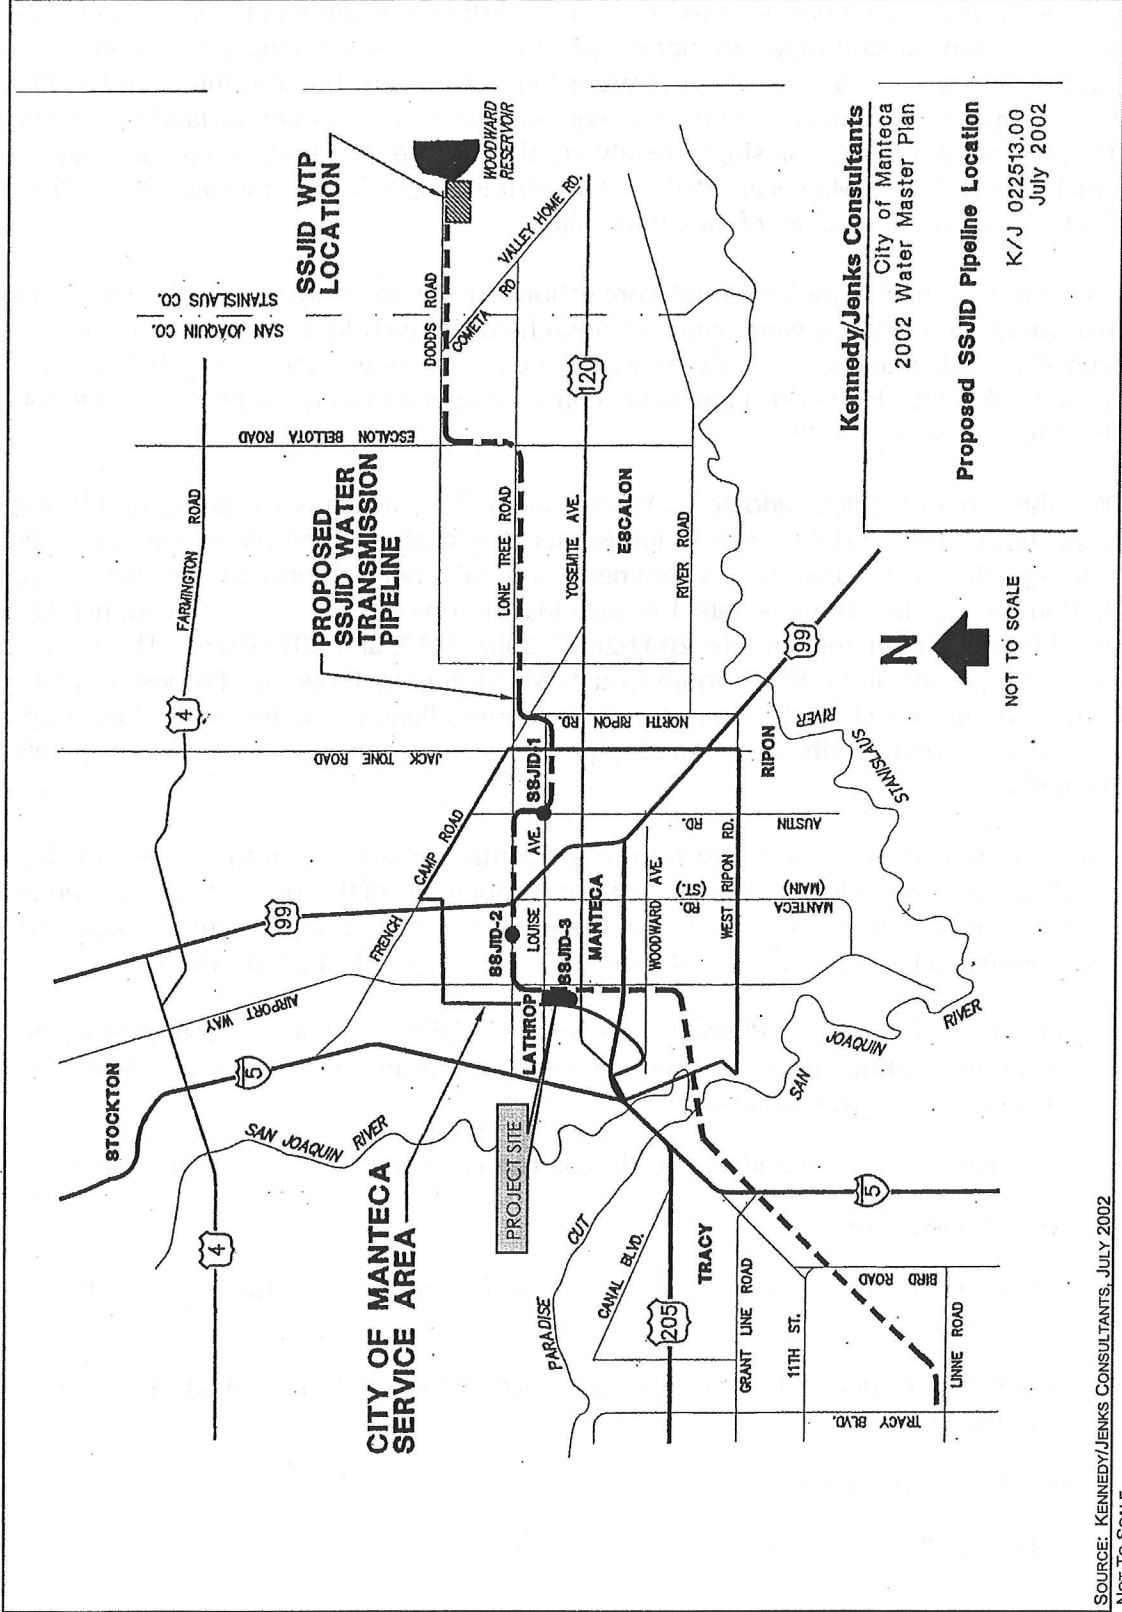 STOCKTON
SAN JOAQUIN RIVER
5
4
4
AIRPORT WAY
99
FARMINGTON
ROAD
SAN JOAQUIN CO.
STANISLAUS CO.
SSJID WTP
LOCATION
WOODWARD
RESERVOIR
DODDS ROAD
COMETA RD
VALLEY HOME RD.
ESCALON BELLOTA ROAD
PROPOSED
SSJID WATER
TRANSMISSION
PIPELINE
LONE TREE ROAD
120
YOSEMITE AVE.
ESCALON
RIVER ROAD
JACK TONE ROAD
NORTH RIPON RD.
FRENCH CAMP ROAD
SSJID-1
SSJID-2
SSJID-3
LOUISE AVE.
LATHROP
MANTECA
WOODWARD AVE.
AUSTIN RD.
MANTECA RD.
(MAIN) (ST.)
WEST RIPON RD.
RIPON
99
STANISLAUS RIVER
SAN JOAQUIN RIVER
CITY OF MANTECA
SERVICE AREA
PROJECT SITE
PARADISE CUT
CANAL BLVD.
205
TRACY
GRANT LINE ROAD
11TH ST.
5
BIRD ROAD
LINNE ROAD
TRACY BLVD.
N
NOT TO SCALE
Kennedy/Jenks Consultants
City of Manteca
2002 Water Master Plan
Proposed SSJID Pipeline Location
K/J 022513.00
July 2002
SOURCE: KENNEDY/JENKS CONSULTANTS, JULY 2002
NOT TO SCALE